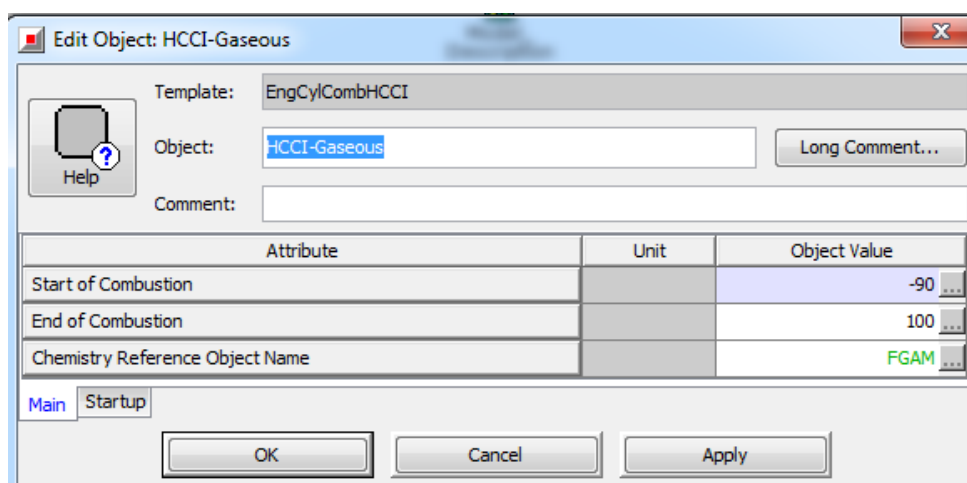 Edit Object: HCCI-Gaseous
Template: EngCylCombHCCI
Help
Object: HCCI-Gaseous Long Comment...
Comment:
Attribute Unit Object Value
Start of Combustion -90 ...
End of Combustion 100 ...
Chemistry Reference Object Name FGAM ...
Main Startup
OK Cancel Apply